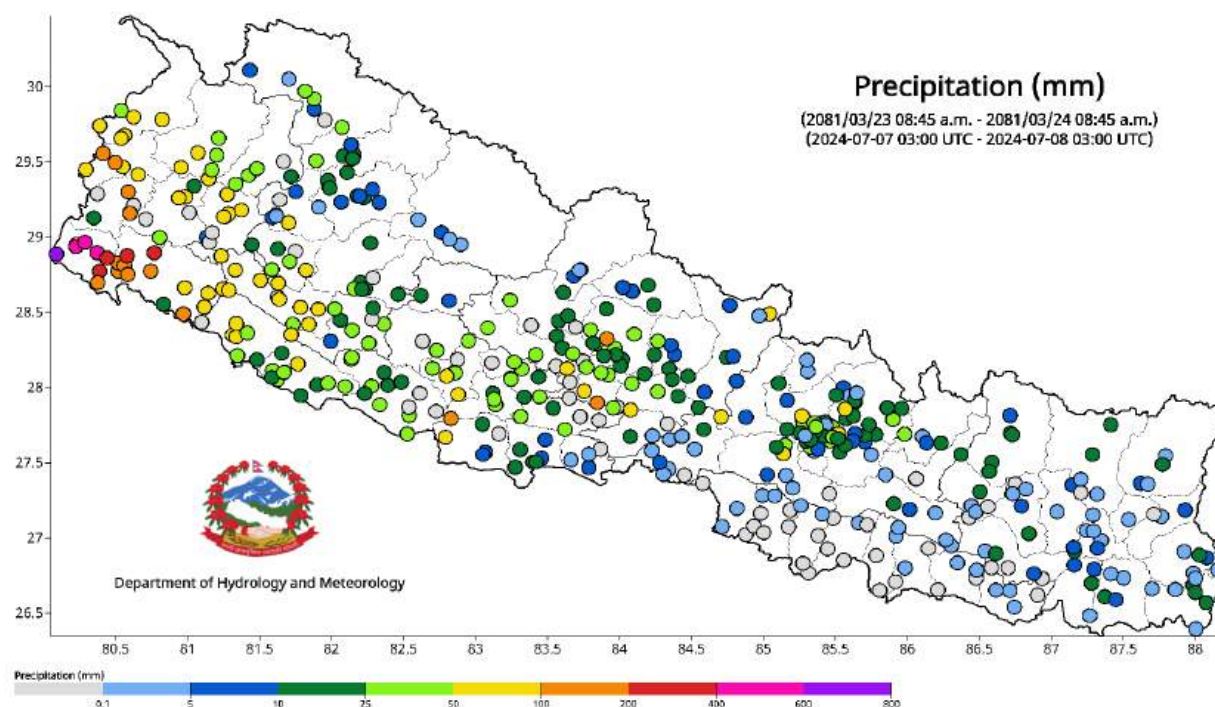 Precipitation (mm)
(2081/03/23 08:45 a.m. - 2081/03/24 08:45 a.m.)
(2024-07-07 03:00 UTC - 2024-07-08 03:00 UTC)
30
29.5
29
28.5
28
27.5
27
26.5
Department of Hydrology and Meteorology
80.5 81 81.5 82 82.5 83 83.5 84 84.5 85 85.5 86 86.5 87 87.5 88
Precipitation (mm)
0.1 5 10 25 50 100 200 400 600 800